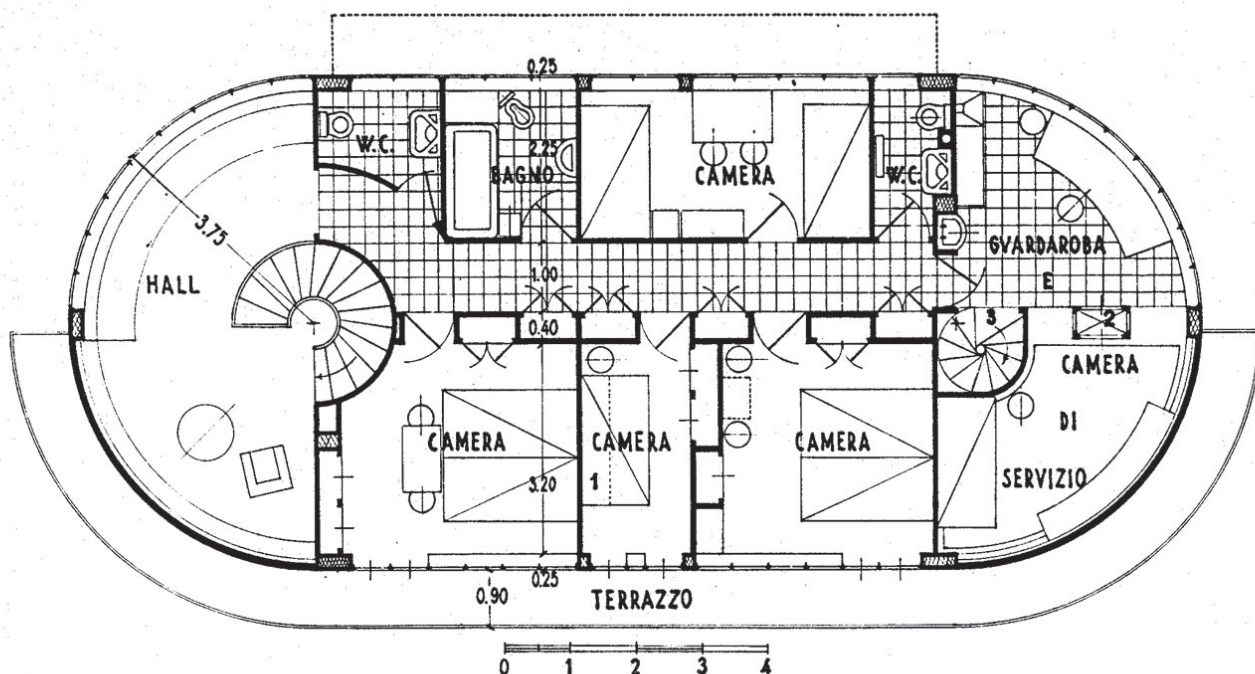 0.25
W.C.
2.25
BAGNO
CAMERA
W.C.
3.75
HALL
GVARDAROBA
E
1.00
0.40
3
2
CAMERA
DI
SERVIZIO
CAMERA
CAMERA
1
CAMERA
3.20
0.25
0.90
TERRAZZO
0 1 2 3 4